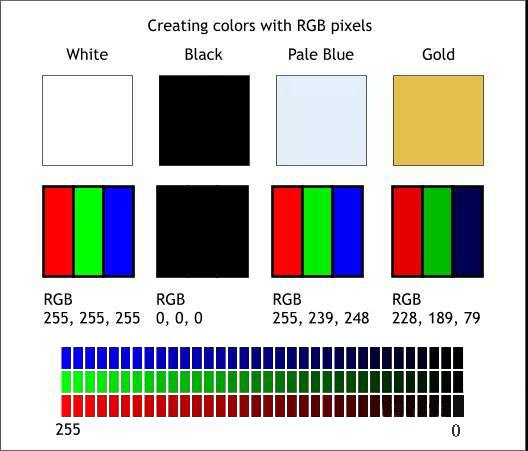 Creating colors with RGB pixels
White Black Pale Blue Gold
RGB RGB RGB RGB
255, 255, 255 0, 0, 0 255, 239, 248 228, 189, 79
255 0